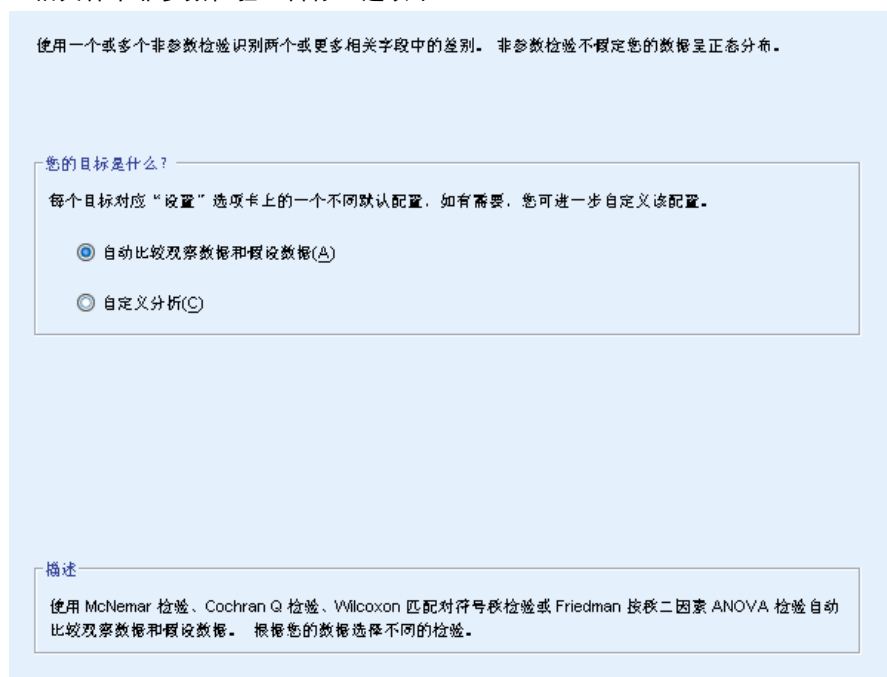 使用一个或多个非参数检验识别两个或更多相关字段中的差别。 非参数检验不假定您的数据呈正态分布。
您的目标是什么?
每个目标对应“设置”选项卡上的一个不同默认配置，如有需要，您可进一步自定义该配置。
自动比较观察数据和假设数据(A)
自定义分析(C)
描述
使用 McNemar 检验、Cochran Q 检验、Wilcoxon 匹配对符号秩检验或 Friedman 按秩二因素 ANOVA 检验自动
比较观察数据和假设数据。 根据您的数据选择不同的检验。